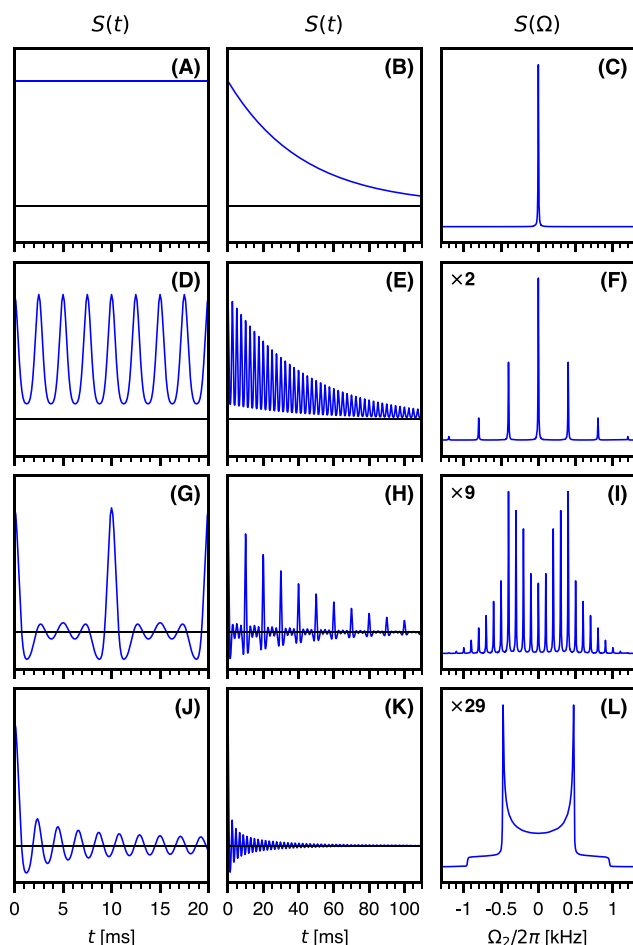 S(t) S(t) S(Ω)
(A) (B) (C)
(D) (E) ×2 (F)
(G) (H) ×9 (I)
(J) (K) ×29 (L)
0 5 10 15 20 0 20 40 60 80 100 -1 -0.5 0 0.5 1
t [ms] t [ms] Ω₂/2π [kHz]